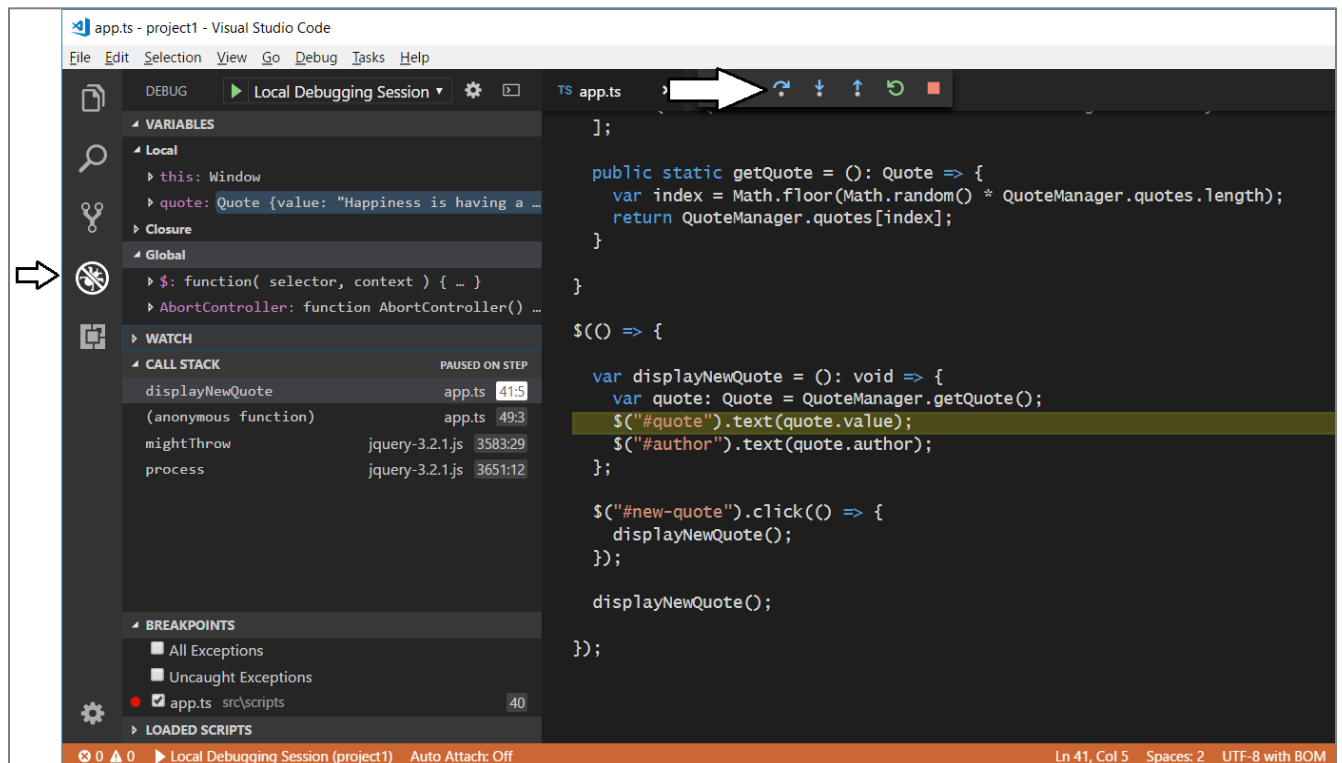 app.ts - project1 - Visual Studio Code
File Edit Selection View Go Debug Tasks Help
DEBUG Local Debugging Session
VARIABLES
Local
this: Window
quote: Quote {value: "Happiness is having a …
Closure
Global
$: function( selector, context ) { … }
AbortController: function AbortController() …
WATCH
CALL STACK PAUSED ON STEP
displayNewQuote app.ts 41:5
(anonymous function) app.ts 49:3
mightThrow jquery-3.2.1.js 3583:29
process jquery-3.2.1.js 3651:12
BREAKPOINTS
All Exceptions
Uncaught Exceptions
app.ts src\scripts 40
LOADED SCRIPTS
TS app.ts
];
public static getQuote = (): Quote => {
var index = Math.floor(Math.random() * QuoteManager.quotes.length);
return QuoteManager.quotes[index];
}
}
$(() => {
var displayNewQuote = (): void => {
var quote: Quote = QuoteManager.getQuote();
$("#quote").text(quote.value);
$("#author").text(quote.author);
};
$("#new-quote").click(() => {
displayNewQuote();
});
displayNewQuote();
});
0 0 Local Debugging Session (project1) Auto Attach: Off Ln 41, Col 5 Spaces: 2 UTF-8 with BOM